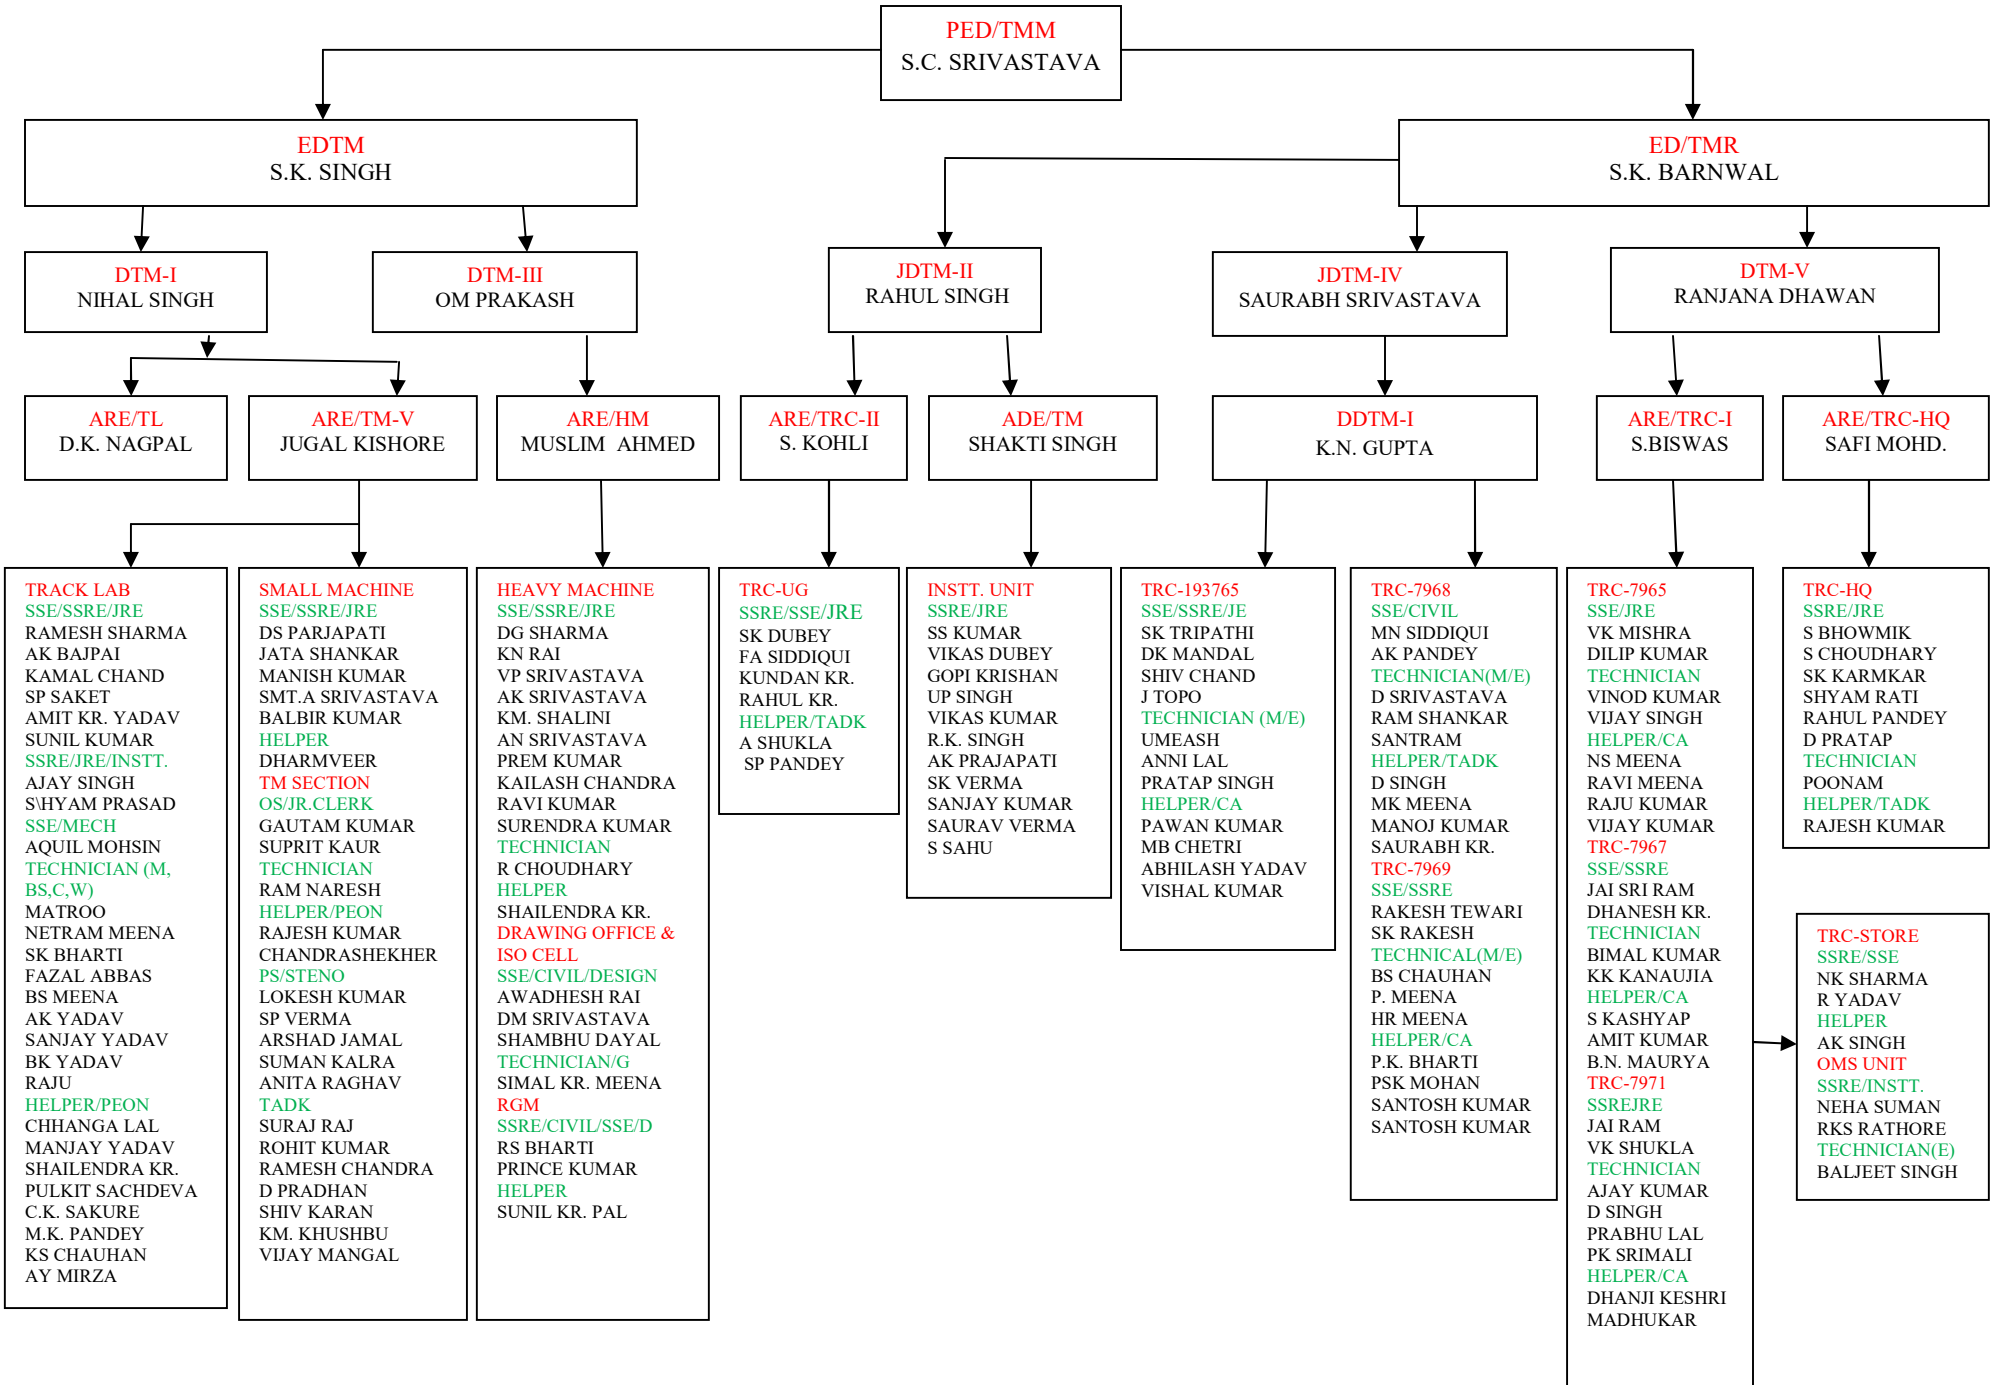 PED/TMM
S.C. SRIVASTAVA
EDTM
S.K. SINGH
ED/TMR
S.K. BARNWAL
DTM-I
NIHAL SINGH
DTM-III
OM PRAKASH
JDTM-II
RAHUL SINGH
JDTM-IV
SAURABH SRIVASTAVA
DTM-V
RANJANA DHAWAN
ARE/TL
D.K. NAGPAL
ARE/TM-V
JUGAL KISHORE
ARE/HM
MUSLIM AHMED
ARE/TRC-II
S. KOHLI
ADE/TM
SHAKTI SINGH
DDTM-I
K.N. GUPTA
ARE/TRC-I
S.BISWAS
ARE/TRC-HQ
SAFI MOHD.
TRACK LAB
SSE/SSRE/JRE
RAMESH SHARMA
AK BAJPAI
KAMAL CHAND
SP SAKET
AMIT KR. YADAV
SUNIL KUMAR
SSRE/JRE/INSTT.
AJAY SINGH
S\HYAM PRASAD
SSE/MECH
AQUIL MOHSIN
TECHNICIAN (M,
BS,C,W)
MATROO
NETRAM MEENA
SK BHARTI
FAZAL ABBAS
BS MEENA
AK YADAV
SANJAY YADAV
BK YADAV
RAJU
HELPER/PEON
CHHANGA LAL
MANJAY YADAV
SHAILENDRA KR.
PULKIT SACHDEVA
C.K. SAKURE
M.K. PANDEY
KS CHAUHAN
AY MIRZA
SMALL MACHINE
SSE/SSRE/JRE
DS PARJAPATI
JATA SHANKAR
MANISH KUMAR
SMT.A SRIVASTAVA
BALBIR KUMAR
HELPER
DHARMVEER
TM SECTION
OS/JR.CLERK
GAUTAM KUMAR
SUPRIT KAUR
TECHNICIAN
RAM NARESH
HELPER/PEON
RAJESH KUMAR
CHANDRASHEKHER
PS/STENO
LOKESH KUMAR
SP VERMA
ARSHAD JAMAL
SUMAN KALRA
ANITA RAGHAV
TADK
SURAJ RAJ
ROHIT KUMAR
RAMESH CHANDRA
D PRADHAN
SHIV KARAN
KM. KHUSHBU
VIJAY MANGAL
HEAVY MACHINE
SSE/SSRE/JRE
DG SHARMA
KN RAI
VP SRIVASTAVA
AK SRIVASTAVA
KM. SHALINI
AN SRIVASTAVA
PREM KUMAR
KAILASH CHANDRA
RAVI KUMAR
SURENDRA KUMAR
TECHNICIAN
R CHOUDHARY
HELPER
SHAILENDRA KR.
DRAWING OFFICE &
ISO CELL
SSE/CIVIL/DESIGN
AWADHESH RAI
DM SRIVASTAVA
SHAMBHU DAYAL
TECHNICIAN/G
SIMAL KR. MEENA
RGM
SSRE/CIVIL/SSE/D
RS BHARTI
PRINCE KUMAR
HELPER
SUNIL KR. PAL
TRC-UG
SSRE/SSE/JRE
SK DUBEY
FA SIDDIQUI
KUNDAN KR.
RAHUL KR.
HELPER/TADK
A SHUKLA
SP PANDEY
INSTT. UNIT
SSRE/JRE
SS KUMAR
VIKAS DUBEY
GOPI KRISHAN
UP SINGH
VIKAS KUMAR
R.K. SINGH
AK PRAJAPATI
SK VERMA
SANJAY KUMAR
SAURAV VERMA
S SAHU
TRC-193765
SSE/SSRE/JE
SK TRIPATHI
DK MANDAL
SHIV CHAND
J TOPO
TECHNICIAN (M/E)
UMEASH
ANNI LAL
PRATAP SINGH
HELPER/CA
PAWAN KUMAR
MB CHETRI
ABHILASH YADAV
VISHAL KUMAR
TRC-7968
SSE/CIVIL
MN SIDDIQUI
AK PANDEY
TECHNICIAN(M/E)
D SRIVASTAVA
RAM SHANKAR
SANTRAM
HELPER/TADK
D SINGH
MK MEENA
MANOJ KUMAR
SAURABH KR.
TRC-7969
SSE/SSRE
RAKESH TEWARI
SK RAKESH
TECHNICAL(M/E)
BS CHAUHAN
P. MEENA
HR MEENA
HELPER/CA
P.K. BHARTI
PSK MOHAN
SANTOSH KUMAR
SANTOSH KUMAR
TRC-7965
SSE/JRE
VK MISHRA
DILIP KUMAR
TECHNICIAN
VINOD KUMAR
VIJAY SINGH
HELPER/CA
NS MEENA
RAVI MEENA
RAJU KUMAR
VIJAY KUMAR
TRC-7967
SSE/SSRE
JAI SRI RAM
DHANESH KR.
TECHNICIAN
BIMAL KUMAR
KK KANAUJIA
HELPER/CA
S KASHYAP
AMIT KUMAR
B.N. MAURYA
TRC-7971
SSREJRE
JAI RAM
VK SHUKLA
TECHNICIAN
AJAY KUMAR
D SINGH
PRABHU LAL
PK SRIMALI
HELPER/CA
DHANJI KESHRI
MADHUKAR
TRC-HQ
SSRE/JRE
S BHOWMIK
S CHOUDHARY
SK KARMKAR
SHYAM RATI
RAHUL PANDEY
D PRATAP
TECHNICIAN
POONAM
HELPER/TADK
RAJESH KUMAR
TRC-STORE
SSRE/SSE
NK SHARMA
R YADAV
HELPER
AK SINGH
OMS UNIT
SSRE/INSTT.
NEHA SUMAN
RKS RATHORE
TECHNICIAN(E)
BALJEET SINGH